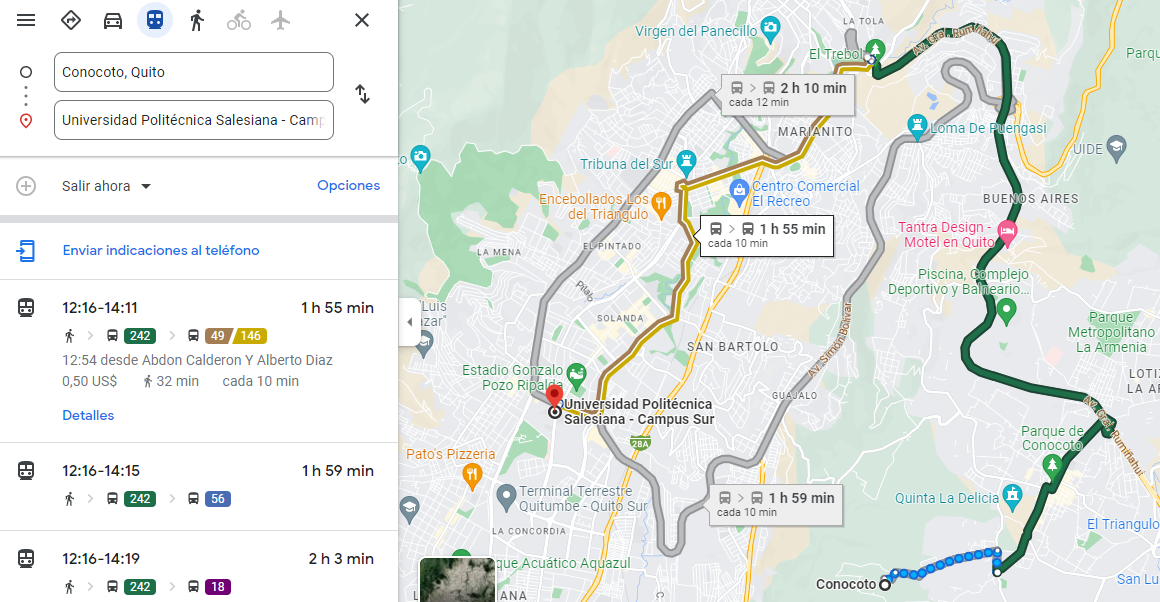 Conocoto, Quito
Universidad Politécnica Salesiana - Camp
Salir ahora
Opciones
Enviar indicaciones al teléfono
12:16-14:11
1 h 55 min
242
49
146
12:54 desde Abdon Calderon Y Alberto Diaz
0,50 US$
32 min
cada 10 min
Detalles
12:16-14:15
1 h 59 min
242
56
12:16-14:19
2 h 3 min
242
18
LA TOLA
Virgen del Panecillo
El Trebol
Av. Gral. Rumiñahui
Parqu
2 h 10 min
cada 12 min
MARIANITO
Loma De Puengasi
UIDE
o
Tribuna del Sur
Centro Comercial
El Recreo
Encebollados Los
del Triangulo
BUENOS AIRES
1 h 55 min
cada 10 min
Tantra Design -
Motel en Quito
EL PINTADO
LA MENA
Piscina, Complejo
Deportivo y Balneario...
Pilaló
"Luis
azar"
SOLANDA
Av. Simón Bolívar
Parque
Metropolitano
La Armenia
SAN BARTOLO
Estadio Gonzalo
Pozo Ripalda
LOTIZ
LA AR
GUAJALO
Universidad Politécnica
Salesiana - Campus Sur
Av. Gral. Rumiñahui
Parque de
Conocoto
28A
Pato's Pizzeria
1 h 59 min
cada 10 min
Terminal Terrestre
Quitumbe - Quito Sur
Quinta La Delicia
El Triangulo
LA CONCORDIA
que Acuático Aquazul
Conocoto
San Lu
ANA